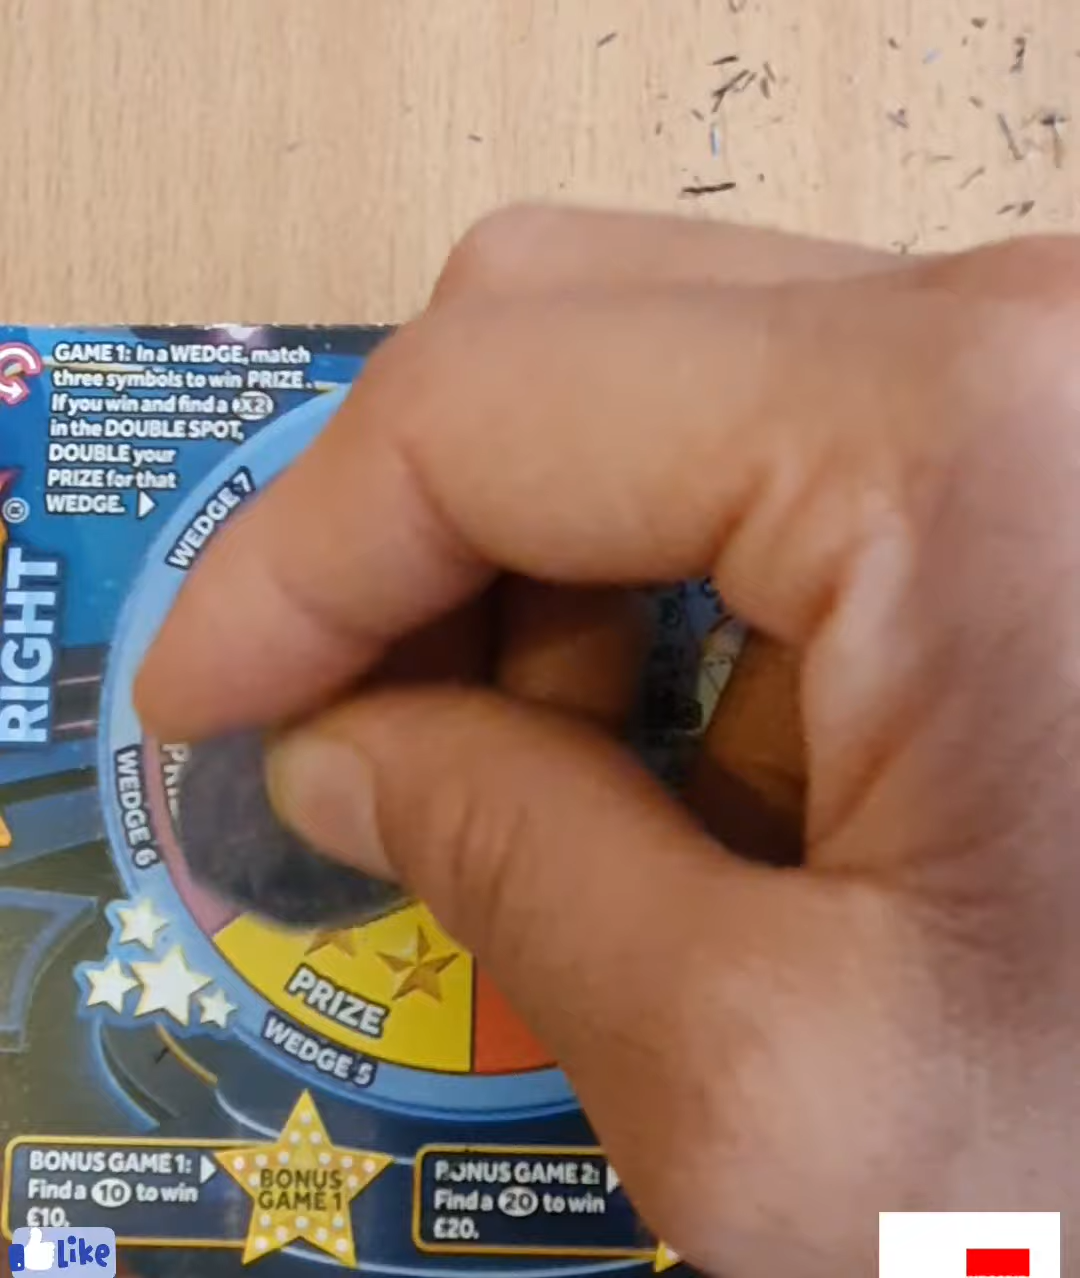 GAME 1: In a WEDGE, match
three symbols to win PRIZE.
If you win and find a X2
in the DOUBLE SPOT,
DOUBLE your
PRIZE for that
WEDGE.
RIGHT
WEDGE 7
WEDGE 6
PRIZE
WEDGE 5
BONUS GAME 1:
Find a 10 to win
£10.
BONUS
GAME 1
BONUS GAME 2:
Find a 20 to win
£20.
LIKE